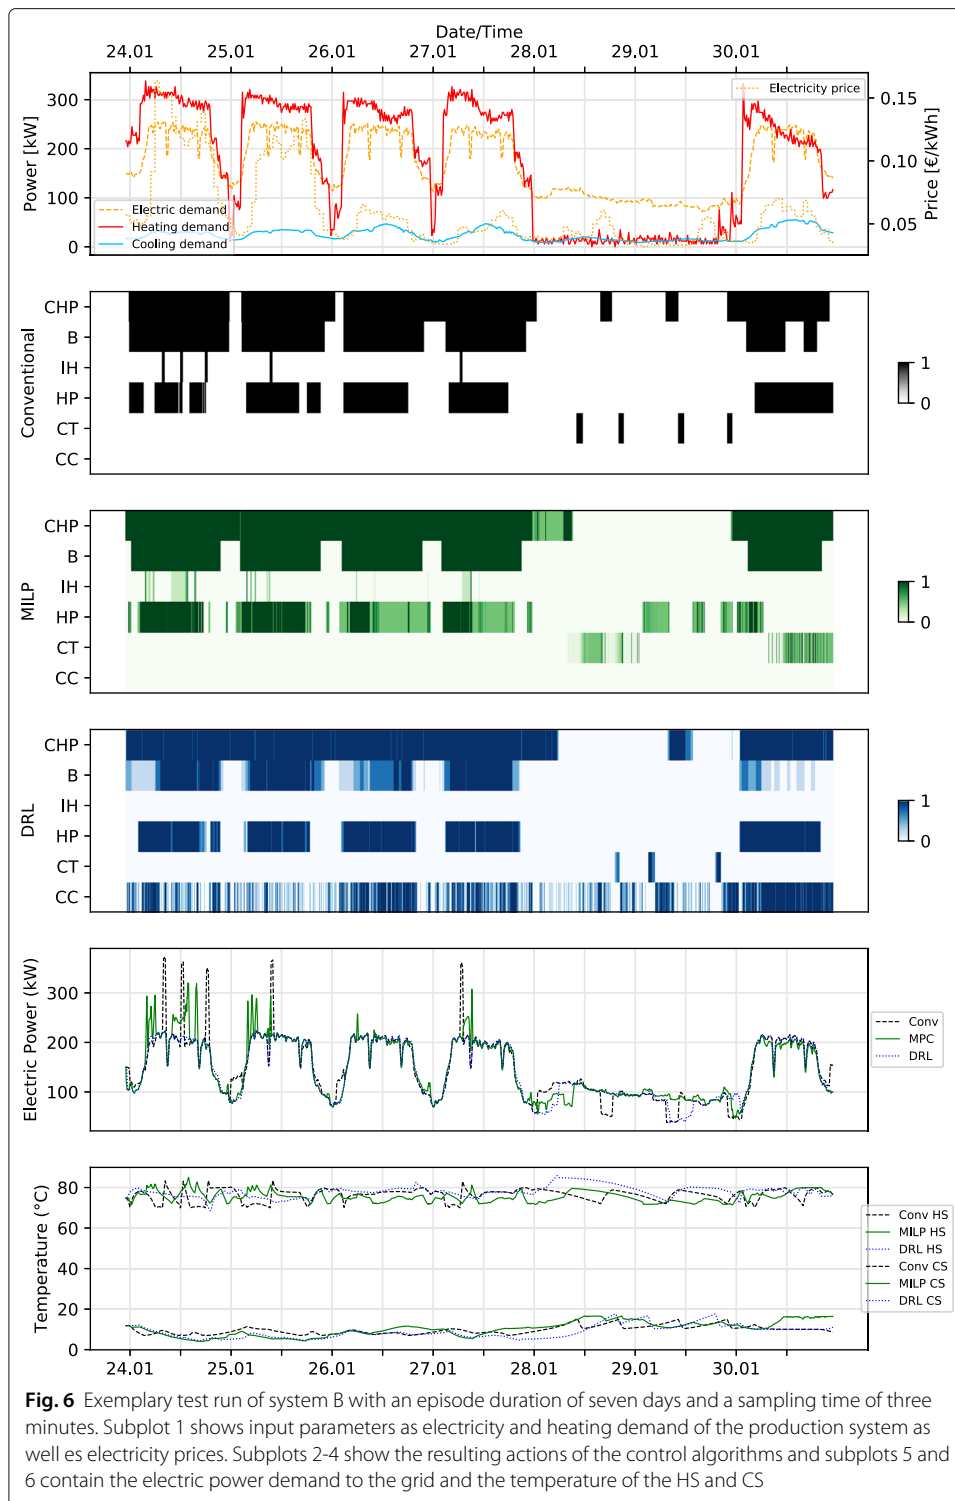 Date/Time
24.01 25.01 26.01 27.01 28.01 29.01 30.01
Power [kW]
300
200
100
0
Electric demand
Heating demand
Cooling demand
Electricity price
0.15
0.10
0.05
Price [€/kWh]
Conventional
CHP
B
IH
HP
CT
CC
1
0
MILP
CHP
B
IH
HP
CT
CC
1
0
DRL
CHP
B
IH
HP
CT
CC
1
0
Electric Power (kW)
300
200
100
Conv
MPC
DRL
Temperature (°C)
80
60
40
20
0
Conv HS
MILP HS
DRL HS
Conv CS
MILP CS
DRL CS
24.01 25.01 26.01 27.01 28.01 29.01 30.01
Fig. 6 Exemplary test run of system B with an episode duration of seven days and a sampling time of three
minutes. Subplot 1 shows input parameters as electricity and heating demand of the production system as
well es electricity prices. Subplots 2-4 show the resulting actions of the control algorithms and subplots 5 and
6 contain the electric power demand to the grid and the temperature of the HS and CS